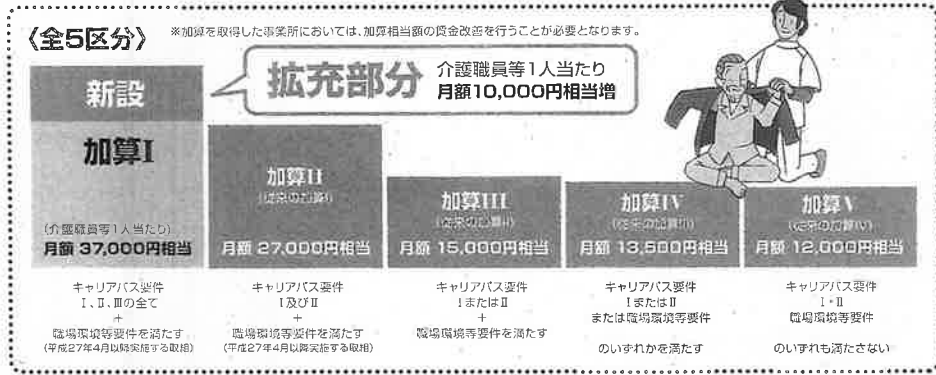 〈全5区分〉
※加算を取得した事業所においては、加算相当額の賃金改善を行うことが必要となります。
拡充部分
介護職員等1人当たり
月額10,000円相当増
新設
加算I
(介護職員等1人当たり)
月額 37,000円相当
キャリアパス要件
I、II、IIIの全て
+
職場環境等要件を満たす
(平成27年4月以降実施する取組)
加算II
(従来の加算I)
月額 27,000円相当
キャリアパス要件
I及びII
+
職場環境等要件を満たす
(平成27年4月以降実施する取組)
加算III
(従来の加算II)
月額 15,000円相当
キャリアパス要件
IまたはII
+
職場環境等要件を満たす
加算IV
(従来の加算III)
月額 13,500円相当
キャリアパス要件
IまたはII
または職場環境等要件
のいずれかを満たす
加算V
(従来の加算IV)
月額 12,000円相当
キャリアパス要件
I・II
職場環境等要件
のいずれも満たさない